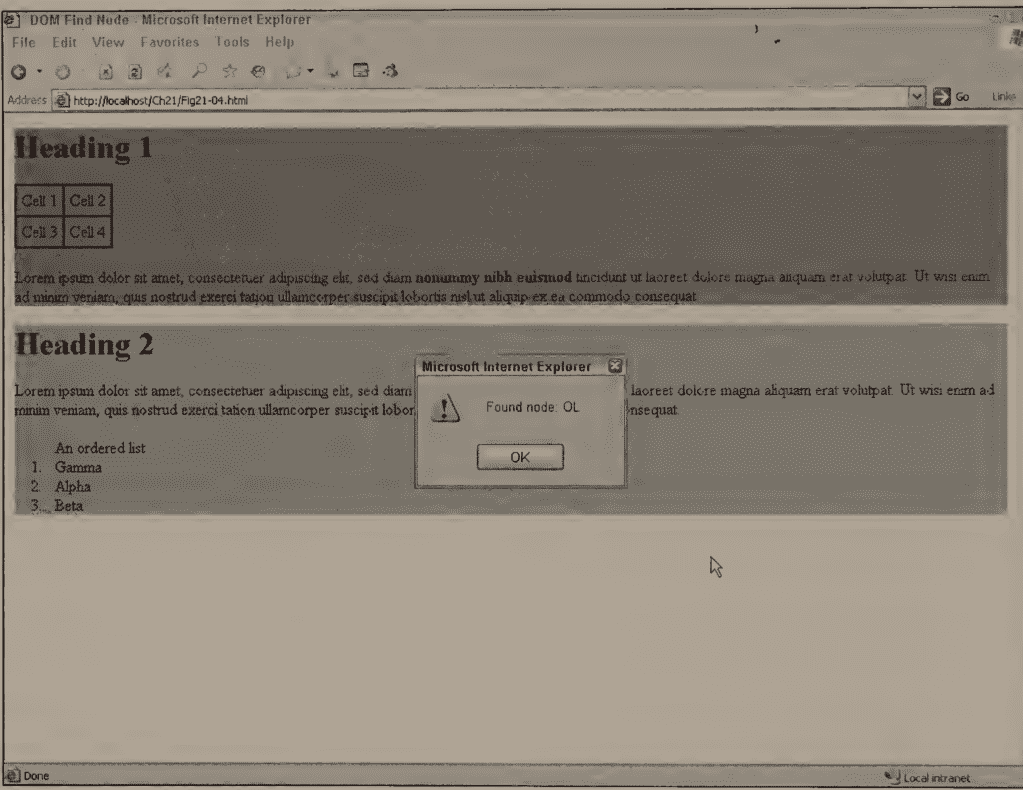 DOM Find Node - Microsoft Internet Explorer
File Edit View Favorites Tools Help
Address http://localhost/Ch21/Fig21-04.html Go Links
Heading 1
Cell 1 Cell 2
Cell 3 Cell 4
Lorem ipsum dolor sit amet, consectetuer adipiscing elit, sed diam nonummy nibh euismod tincidunt ut laoreet dolore magna aliquam erat volutpat. Ut wisi enim
ad minim veniam, quis nostrud exerci tation ullamcorper suscipit lobortis nisl ut aliquip ex ea commodo consequat.
Heading 2
Lorem ipsum dolor sit amet, consectetuer adipiscing elit, sed diam laoreet dolore magna aliquam erat volutpat. Ut wisi enim ad
minim veniam, quis nostrud exerci tation ullamcorper suscipit lobor nsequat.
Microsoft Internet Explorer
Found node: OL
OK
An ordered list
1. Gamma
2. Alpha
3. Beta
Done Local intranet